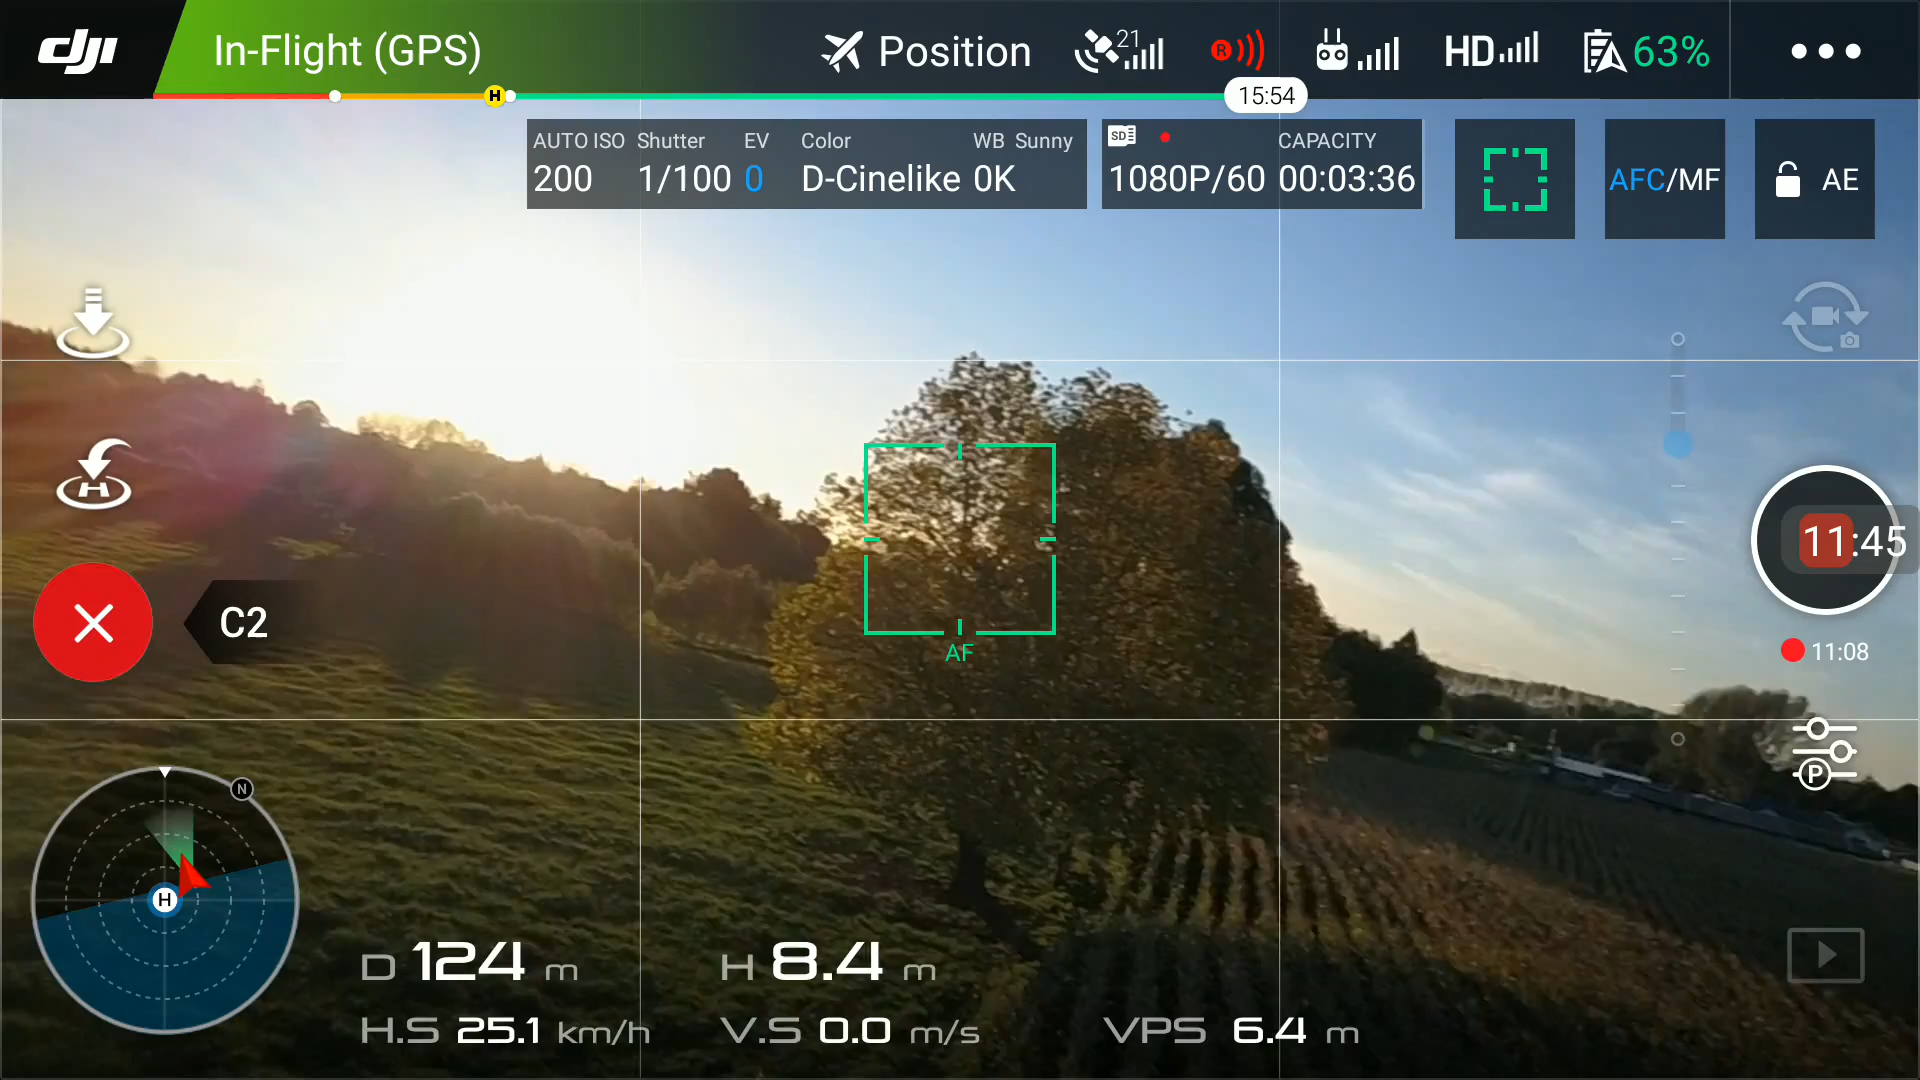 dji In-Flight (GPS) Position 21 R HD 63%
H 15:54
AUTO ISO Shutter EV Color WB Sunny
200 1/100 0 D-Cinelike 0K
SD CAPACITY
1080P/60 00:03:36
AFC/MF
AE
H
11:45
C2
AF
11:08
P
N
H
D 124 m H 8.4 m
H.S 25.1 km/h V.S 0.0 m/s VPS 6.4 m